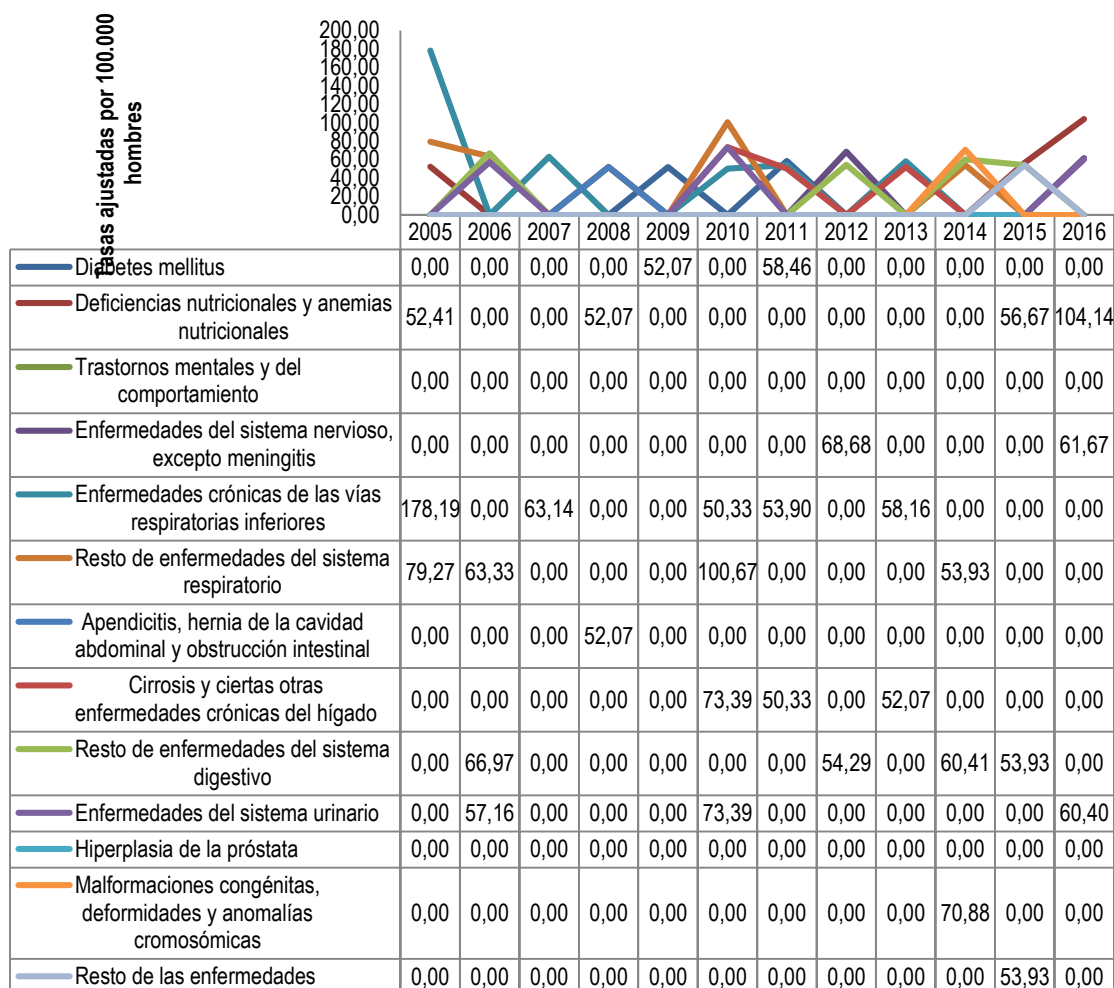 Tasas ajustadas por 100.000
hombres
200,00
180,00
160,00
140,00
120,00
100,00
80,00
60,00
40,00
20,00
0,00
2005 2006 2007 2008 2009 2010 2011 2012 2013 2014 2015 2016
Diabetes mellitus 0,00 0,00 0,00 0,00 52,07 0,00 58,46 0,00 0,00 0,00 0,00 0,00
Deficiencias nutricionales y anemias
nutricionales
52,41 0,00 0,00 52,07 0,00 0,00 0,00 0,00 0,00 0,00 56,67 104,14
Trastornos mentales y del
comportamiento
0,00 0,00 0,00 0,00 0,00 0,00 0,00 0,00 0,00 0,00 0,00 0,00
Enfermedades del sistema nervioso,
excepto meningitis
0,00 0,00 0,00 0,00 0,00 0,00 0,00 68,68 0,00 0,00 0,00 61,67
Enfermedades crónicas de las vías
respiratorias inferiores
178,19 0,00 63,14 0,00 0,00 50,33 53,90 0,00 58,16 0,00 0,00 0,00
Resto de enfermedades del sistema
respiratorio
79,27 63,33 0,00 0,00 0,00 100,67 0,00 0,00 0,00 53,93 0,00 0,00
Apendicitis, hernia de la cavidad
abdominal y obstrucción intestinal
0,00 0,00 0,00 52,07 0,00 0,00 0,00 0,00 0,00 0,00 0,00 0,00
Cirrosis y ciertas otras
enfermedades crónicas del hígado
0,00 0,00 0,00 0,00 0,00 73,39 50,33 0,00 52,07 0,00 0,00 0,00
Resto de enfermedades del sistema
digestivo
0,00 66,97 0,00 0,00 0,00 0,00 0,00 54,29 0,00 60,41 53,93 0,00
Enfermedades del sistema urinario 0,00 57,16 0,00 0,00 0,00 73,39 0,00 0,00 0,00 0,00 0,00 60,40
Hiperplasia de la próstata 0,00 0,00 0,00 0,00 0,00 0,00 0,00 0,00 0,00 0,00 0,00 0,00
Malformaciones congénitas,
deformidades y anomalías
cromosómicas
0,00 0,00 0,00 0,00 0,00 0,00 0,00 0,00 0,00 70,88 0,00 0,00
Resto de las enfermedades 0,00 0,00 0,00 0,00 0,00 0,00 0,00 0,00 0,00 0,00 53,93 0,00